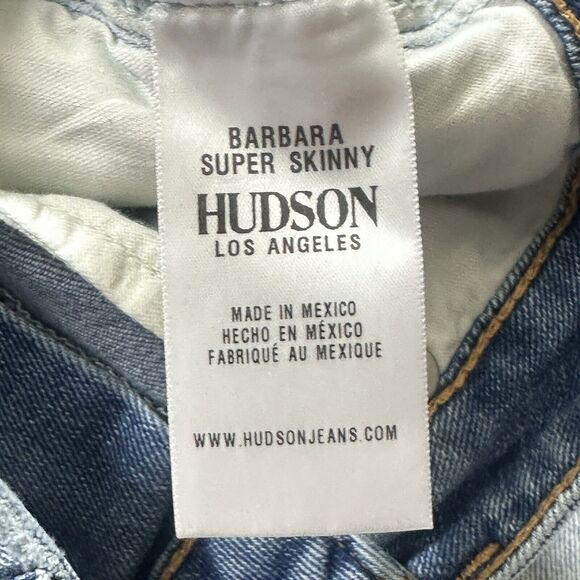 BARBARA
SUPER SKINNY
HUDSON
LOS ANGELES
MADE IN MEXICO
HECHO EN MÉXICO
FABRIQUÉ AU MEXIQUE
WWW.HUDSONJEANS.COM